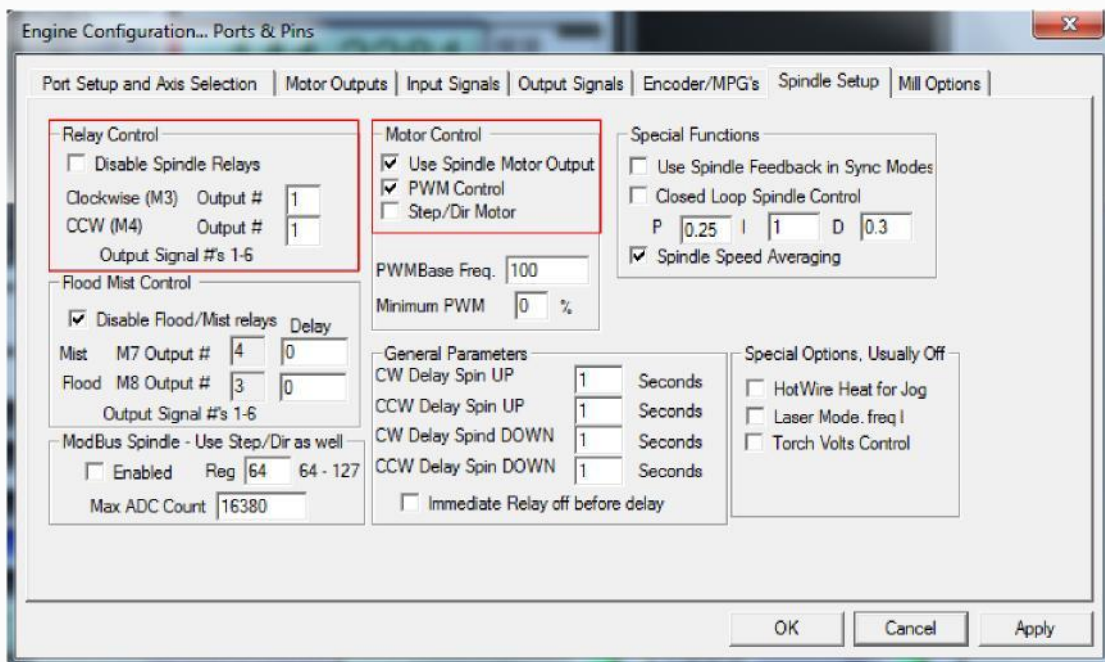 Engine Configuration... Ports & Pins
Port Setup and Axis Selection
Motor Outputs
Input Signals
Output Signals
Encoder/MPG's
Spindle Setup
Mill Options
Relay Control
Disable Spindle Relays
Clockwise (M3) Output # 1
CCW (M4) Output # 1
Output Signal #'s 1-6
Flood Mist Control
Disable Flood/Mist relays Delay
Mist M7 Output # 4 0
Flood M8 Output # 3 0
Output Signal #'s 1-6
ModBus Spindle - Use Step/Dir as well
Enabled Reg 64 64 - 127
Max ADC Count 16380
Motor Control
Use Spindle Motor Output
PWM Control
Step/Dir Motor
PWMBase Freq. 100
Minimum PWM 0 %
General Parameters
CW Delay Spin UP 1 Seconds
CCW Delay Spin UP 1 Seconds
CW Delay Spind DOWN 1 Seconds
CCW Delay Spin DOWN 1 Seconds
Immediate Relay off before delay
Special Functions
Use Spindle Feedback in Sync Modes
Closed Loop Spindle Control
P 0.25 I 1 D 0.3
Spindle Speed Averaging
Special Options, Usually Off
HotWire Heat for Jog
Laser Mode. freq l
Torch Volts Control
OK
Cancel
Apply